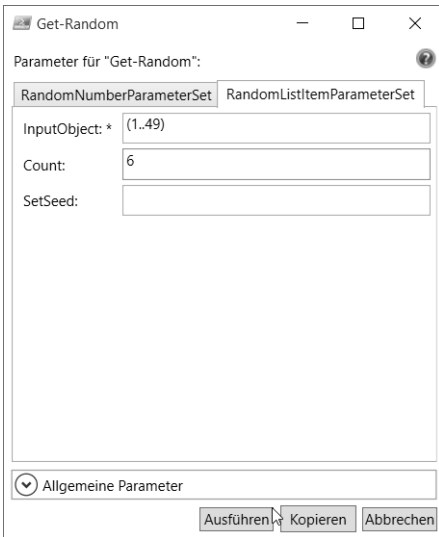 Get-Random
Parameter für "Get-Random":
RandomNumberParameterSet RandomListItemParameterSet
InputObject: * (1..49)
Count: 6
SetSeed:
Allgemeine Parameter
Ausführen Kopieren Abbrechen